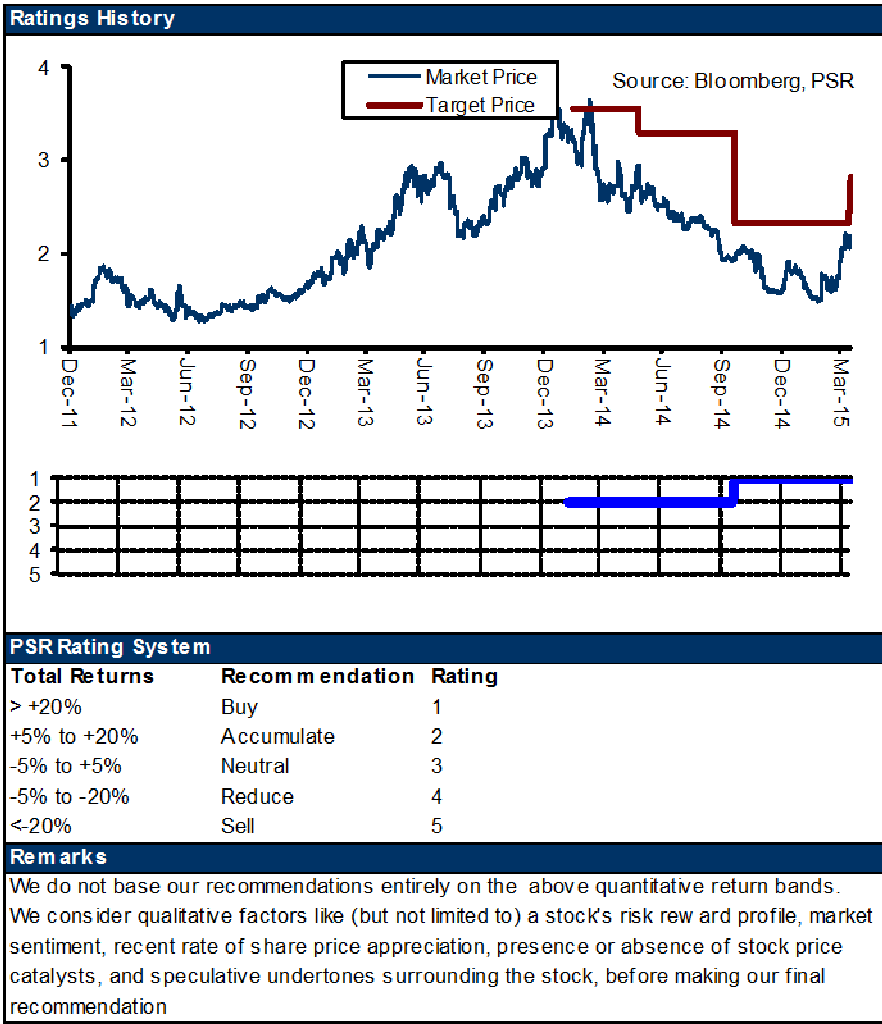 Ratings History
4
3
2
1
Market Price
Target Price
Source: Bloomberg, PSR
Dec-11
Mar-12
Jun-12
Sep-12
Dec-12
Mar-13
Jun-13
Sep-13
Dec-13
Mar-14
Jun-14
Sep-14
Dec-14
Mar-15
1
2
3
4
5
PSR Rating System
Total Returns Recommendation Rating
> +20% Buy 1
+5% to +20% Accumulate 2
-5% to +5% Neutral 3
-5% to -20% Reduce 4
<-20% Sell 5
Remarks
We do not base our recommendations entirely on the above quantitative return bands.
We consider qualitative factors like (but not limited to) a stock's risk rew ard profile, market
sentiment, recent rate of share price appreciation, presence or absence of stock price
catalysts, and speculative undertones surrounding the stock, before making our final
recommendation